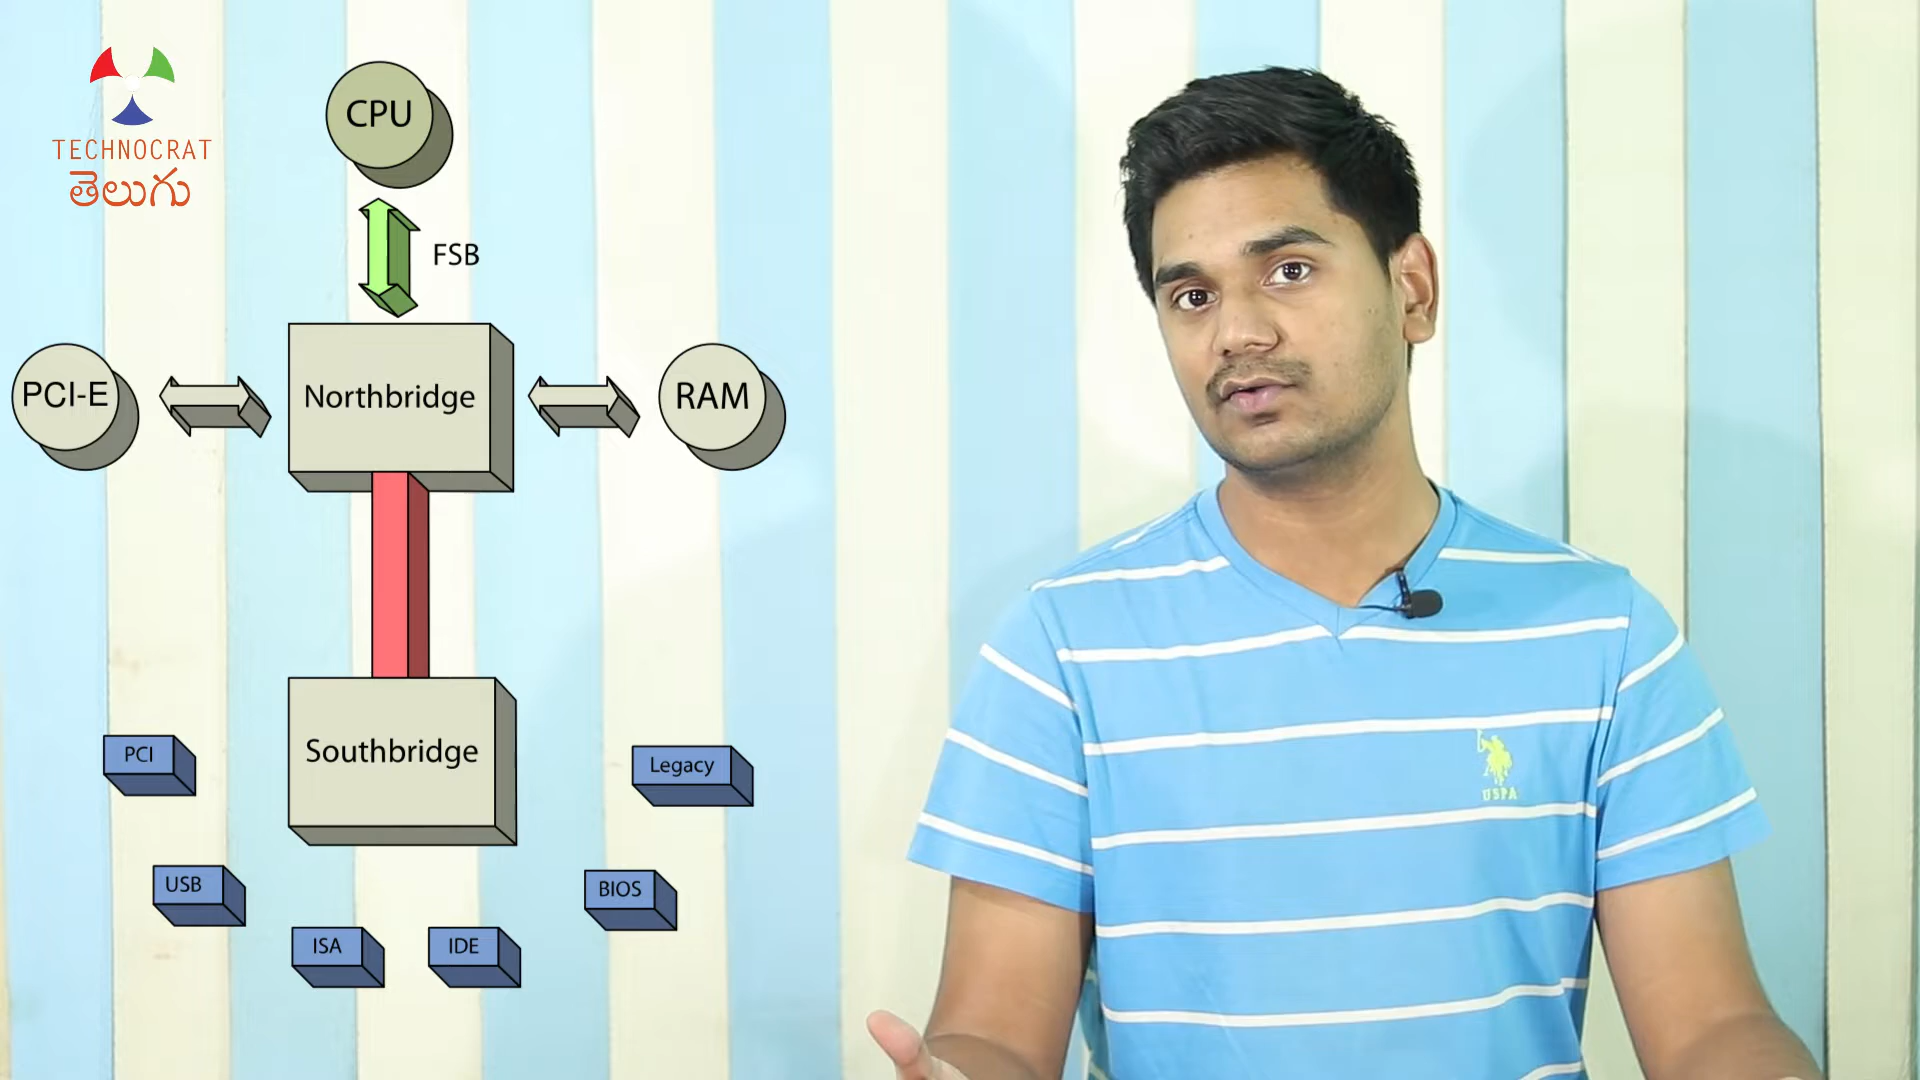 TECHNOCRAT
తెలుగు
CPU
FSB
PCI-E
Northbridge
RAM
Southbridge
PCI
Legacy
USB
BIOS
ISA
IDE
USPA